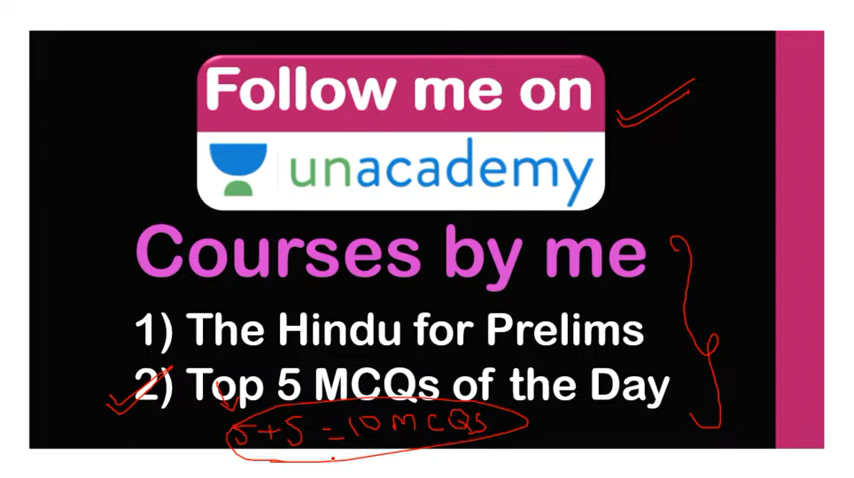 Follow me on
unacademy
Courses by me
1) The Hindu for Prelims
2) Top 5 MCQs of the Day
5+5 = 10 MCQs